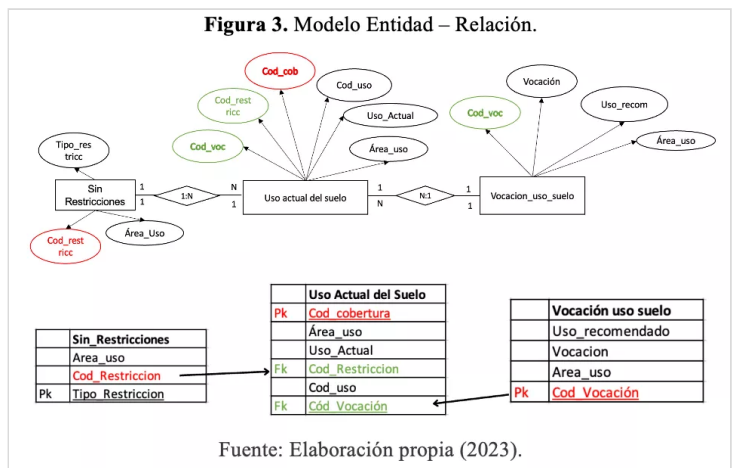 Figura 3. Modelo Entidad – Relación.
Cod_cob
Cod_rest
ricc
Cod_uso
Vocación
Cod_voc
Uso_recom
Uso_Actual
Tipo_res
tricc
Cod_voc
Área_uso
Área_uso
Sin
Restricciones
1
1
1:N
N
1
Uso actual del suelo
1
N
N:1
1
1
Vocacion_uso_suelo
Cod_rest
ricc
Área_Uso
Uso Actual del Suelo
Pk Cod_cobertura
Área_uso
Uso_Actual
Fk Cod_Restriccion
Cod_uso
Fk Cód_Vocación
Sin_Restricciones
Area_uso
Cod_Restriccion
Pk Tipo_Restriccion
Vocación uso suelo
Uso_recomendado
Vocacion
Area_uso
Pk Cod_Vocación
Fuente: Elaboración propia (2023).